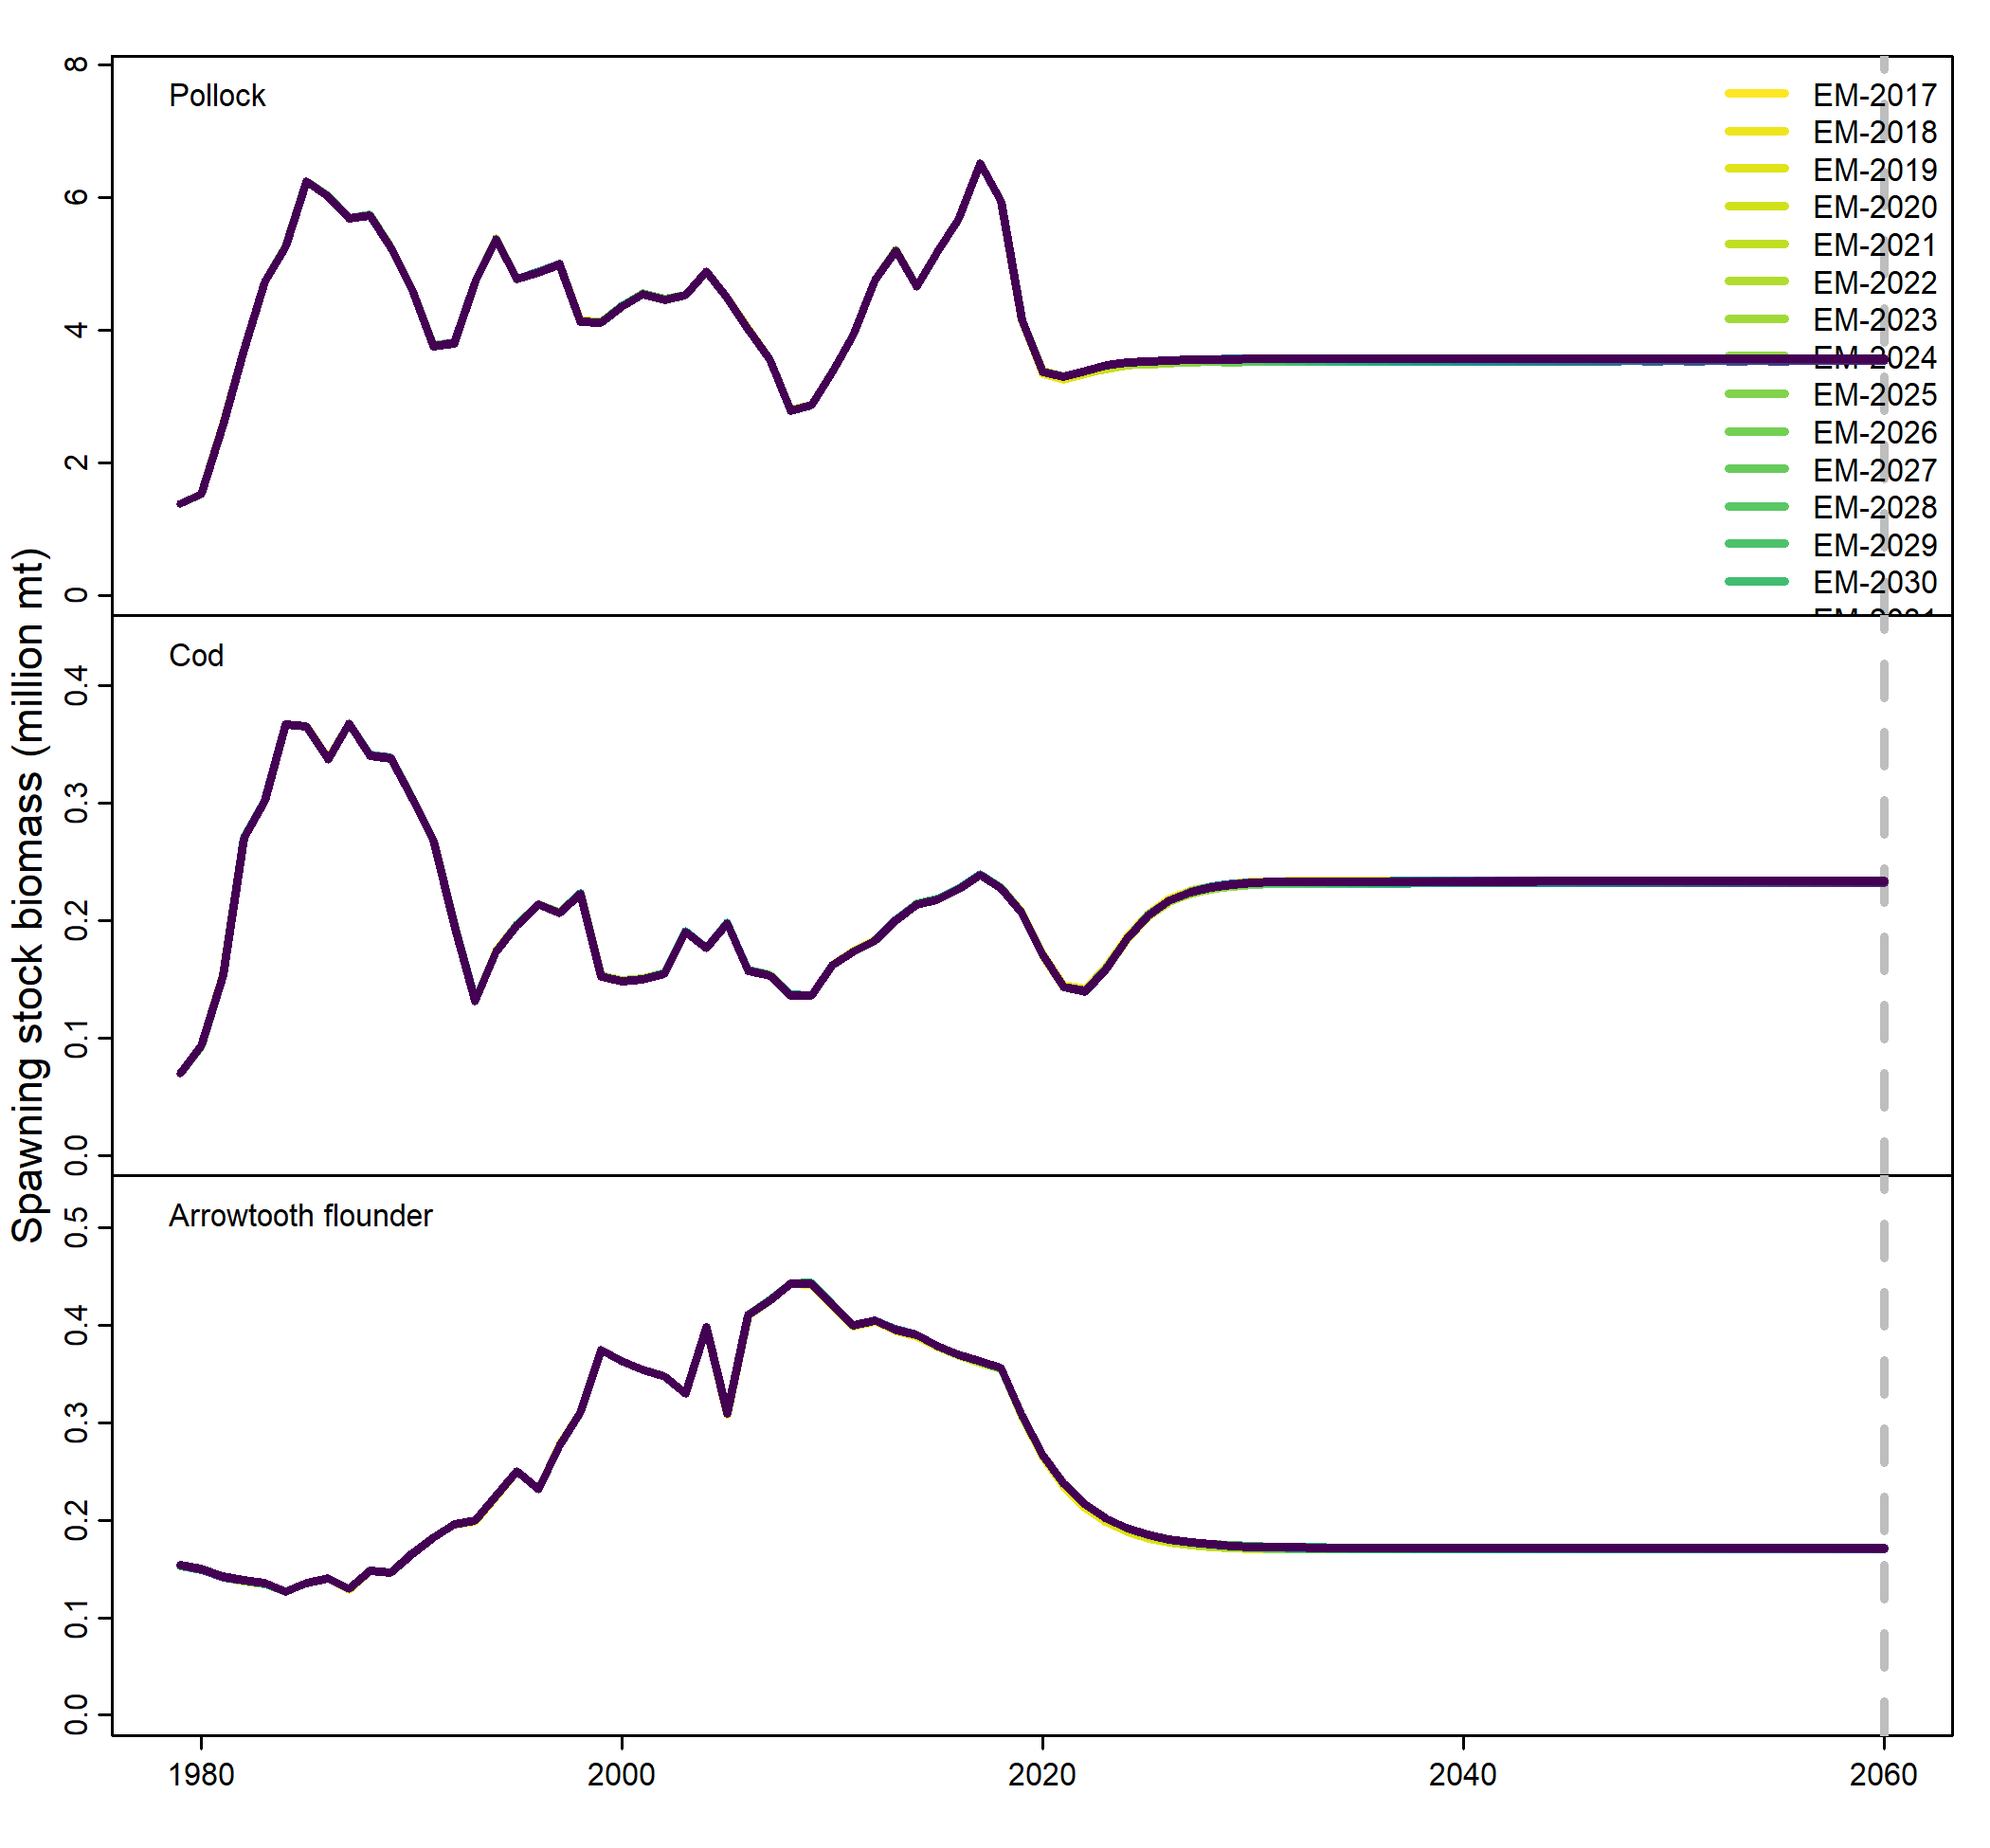 Spawning stock biomass (million mt)
Pollock
8
6
4
2
0
EM-2017
EM-2018
EM-2019
EM-2020
EM-2021
EM-2022
EM-2023
EM-2024
EM-2025
EM-2026
EM-2027
EM-2028
EM-2029
EM-2030
Cod
0.4
0.3
0.2
0.1
0.0
Arrowtooth flounder
0.5
0.4
0.3
0.2
0.1
0.0
1980 2000 2020 2040 2060